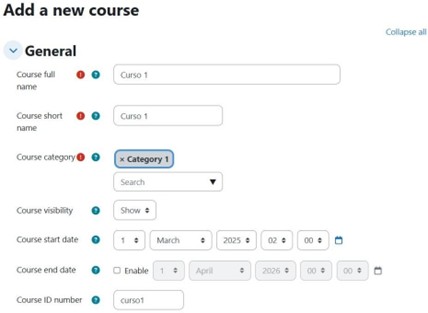 Add a new course
Collapse all
General
Course full name
Curso 1
Course short name
Curso 1
Course category
× Category 1
Search
Course visibility
Show
Course start date
1 March 2025 02 00
Course end date
Enable 1 April 2026 00 00
Course ID number
curso1